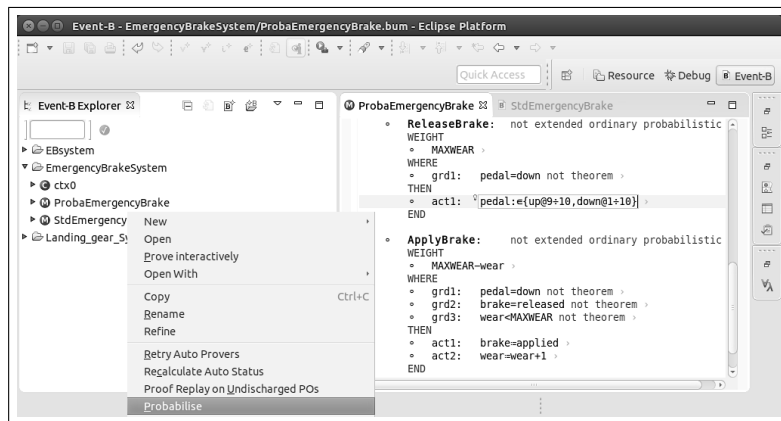 Event-B - EmergencyBrakeSystem/ProbaEmergencyBrake.bum - Eclipse Platform
Quick Access
Resource Debug Event-B
Event-B Explorer
EBsystem
EmergencyBrakeSystem
ctx0
ProbaEmergencyBrake
StdEmergency
Landing_gear_Sy
New
Open
Prove interactively
Open With
Copy Ctrl+C
Rename
Refine
Retry Auto Provers
Recalculate Auto Status
Proof Replay on Undischarged POs
Probabilise
ProbaEmergencyBrake StdEmergencyBrake
ReleaseBrake: not extended ordinary probabilistic
WEIGHT
MAXWEAR ›
WHERE
grd1: pedal=down not theorem ›
THEN
act1: pedal:∈{up@9÷10,down@1÷10} ›
END
ApplyBrake: not extended ordinary probabilistic
WEIGHT
MAXWEAR−wear ›
WHERE
grd1: pedal=down not theorem ›
grd2: brake=released not theorem ›
grd3: wear<MAXWEAR not theorem ›
THEN
act1: brake≔applied ›
act2: wear≔wear+1 ›
END